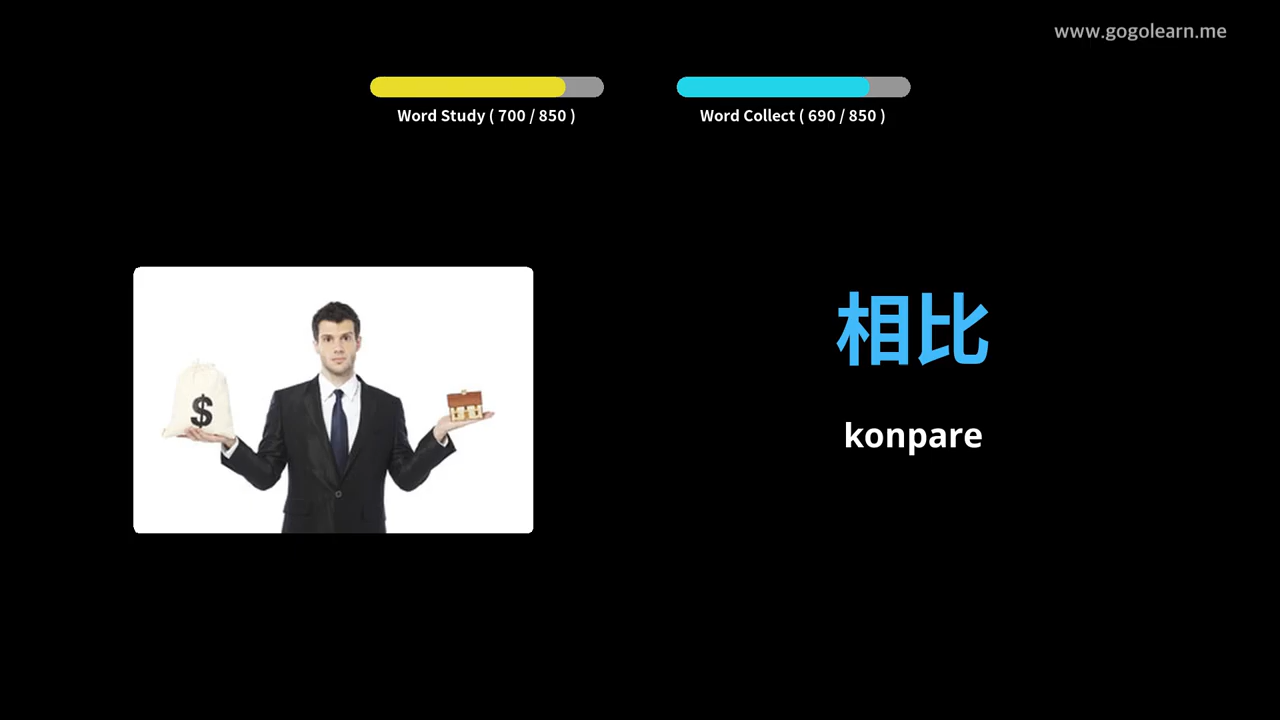 www.gogolearn.me
Word Study ( 700 / 850 )
Word Collect ( 690 / 850 )
$
相比
konpare